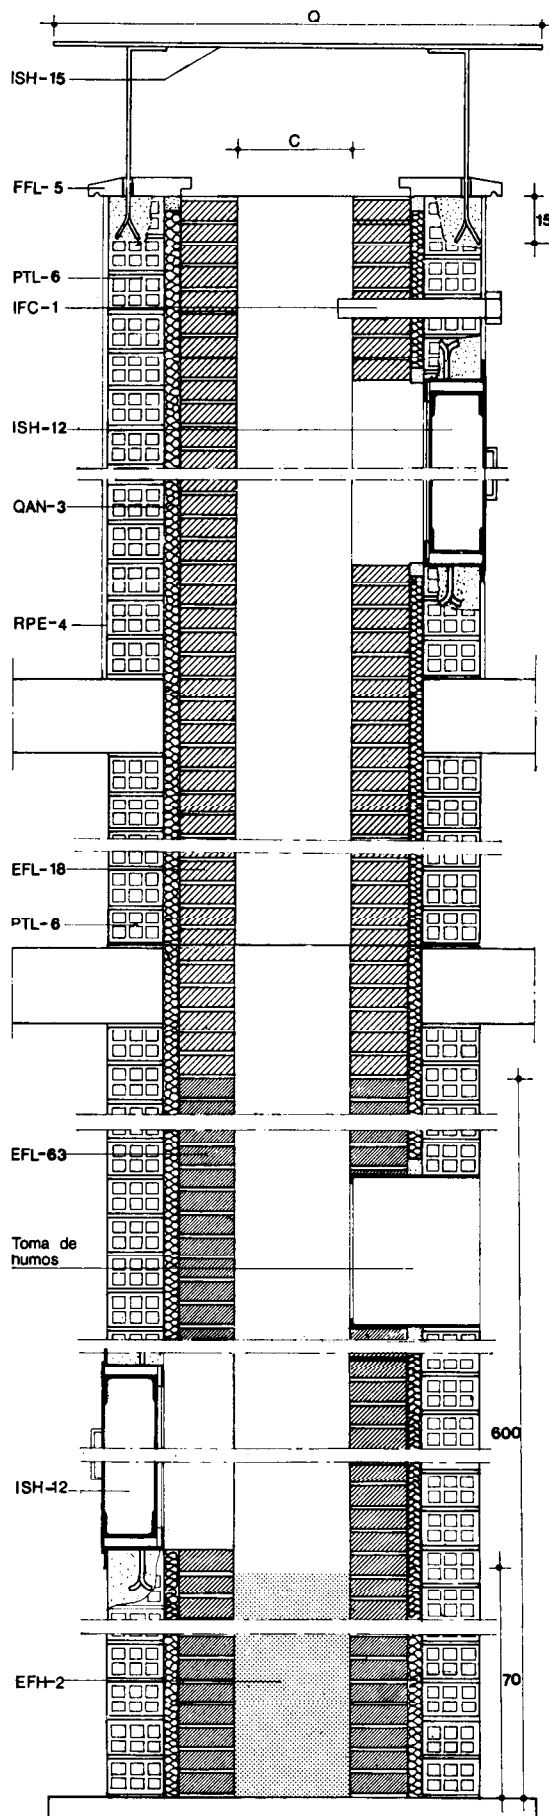 Q
ISH-15
C
FFL-5
15
PTL-6
IFC-1
ISH-12
QAN-3
RPE-4
EFL-18
PTL-6
EFL-63
Toma de
humos
600
ISH-12
EFH-2
70